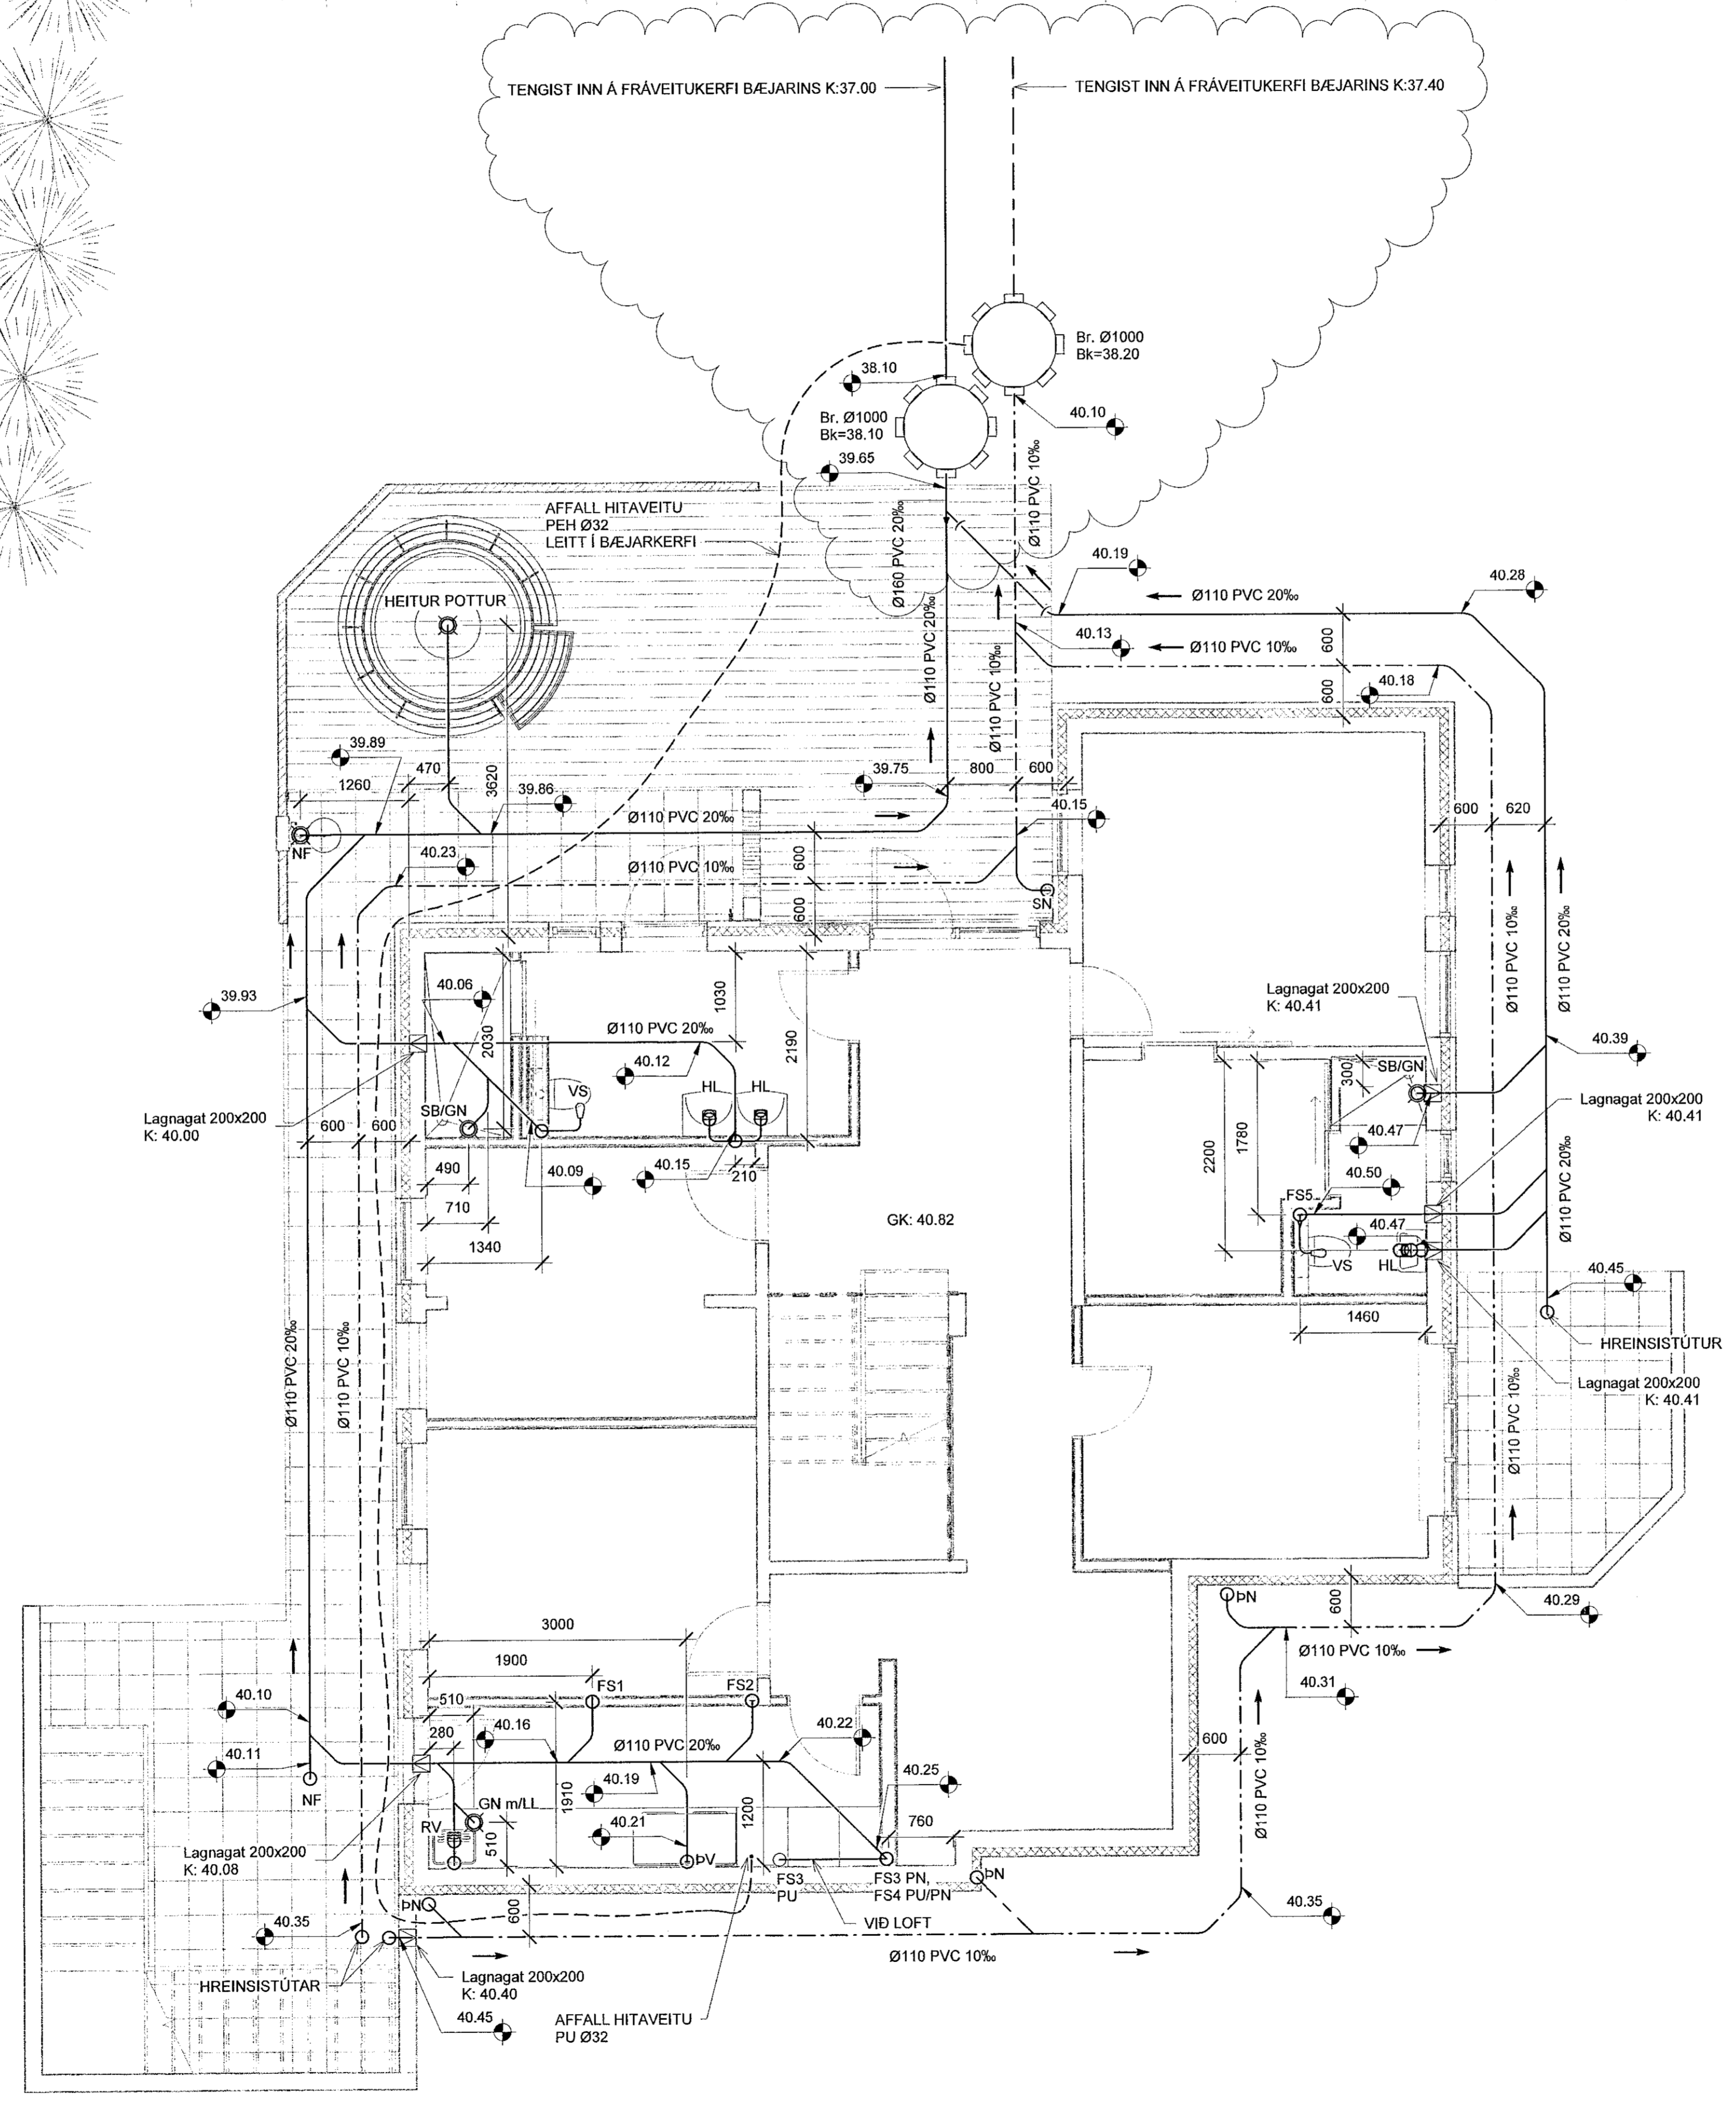 TENGIST INN Á FRÁVEITUKERFI BÆJARINS K:37.00
TENGIST INN Á FRÁVEITUKERFI BÆJARINS K:37.40
Br. Ø1000
Bk=38.20
38.10
40.10
Br. Ø1000
Bk=38.10
39.65
Ø110 PVC 10‰
AFFALL HITAVEITU
PEH Ø32
LEITT Í BÆJARKERFI
Ø160 PVC 20‰
40.19
40.28
Ø110 PVC 20‰
HEITUR POTTUR
40.13
Ø110 PVC 10‰
600
Ø110 PVC 20‰
Ø110 PVC 10‰
40.18
600
39.89
470
3620
39.75
800
600
1260
39.86
40.15
600
620
Ø110 PVC 20‰
NF
40.23
Ø110 PVC 10‰
600
600
SN
Ø110 PVC 10‰
Ø110 PVC 20‰
39.93
40.06
1030
Lagnagat 200x200
K: 40.41
Ø110 PVC 20‰
2030
2190
40.39
40.12
300
SB/GN
VS
HL
HL
Lagnagat 200x200
K: 40.00
SB/GN
Lagnagat 200x200
K: 40.41
600
600
1780
2200
40.47
490
40.09
40.15
210
40.50
Ø110 PVC 20‰
710
FS5
GK: 40.82
40.47
1340
VS
HL
40.45
1460
HREINSISTÚTUR
Ø110 PVC 20‰
Ø110 PVC 10‰
Lagnagat 200x200
K: 40.41
Ø110 PVC 10‰
ÞN
600
40.29
3000
Ø110 PVC 10‰
1900
FS1
FS2
40.31
510
40.10
280
40.16
40.22
Ø110 PVC 20‰
600
Ø110 PVC 10‰
40.11
40.19
40.25
NF
1910
GN m/LL
1200
RV
40.21
760
510
Lagnagat 200x200
K: 40.08
ÞV
FS3
PU
FS3 PN,
FS4 PU/PN
ÞN
ÞN
600
40.35
40.35
VIÐ LOFT
Ø110 PVC 10‰
HREINSISTÚTAR
Lagnagat 200x200
K: 40.40
40.45
AFFALL HITAVEITU
PU Ø32